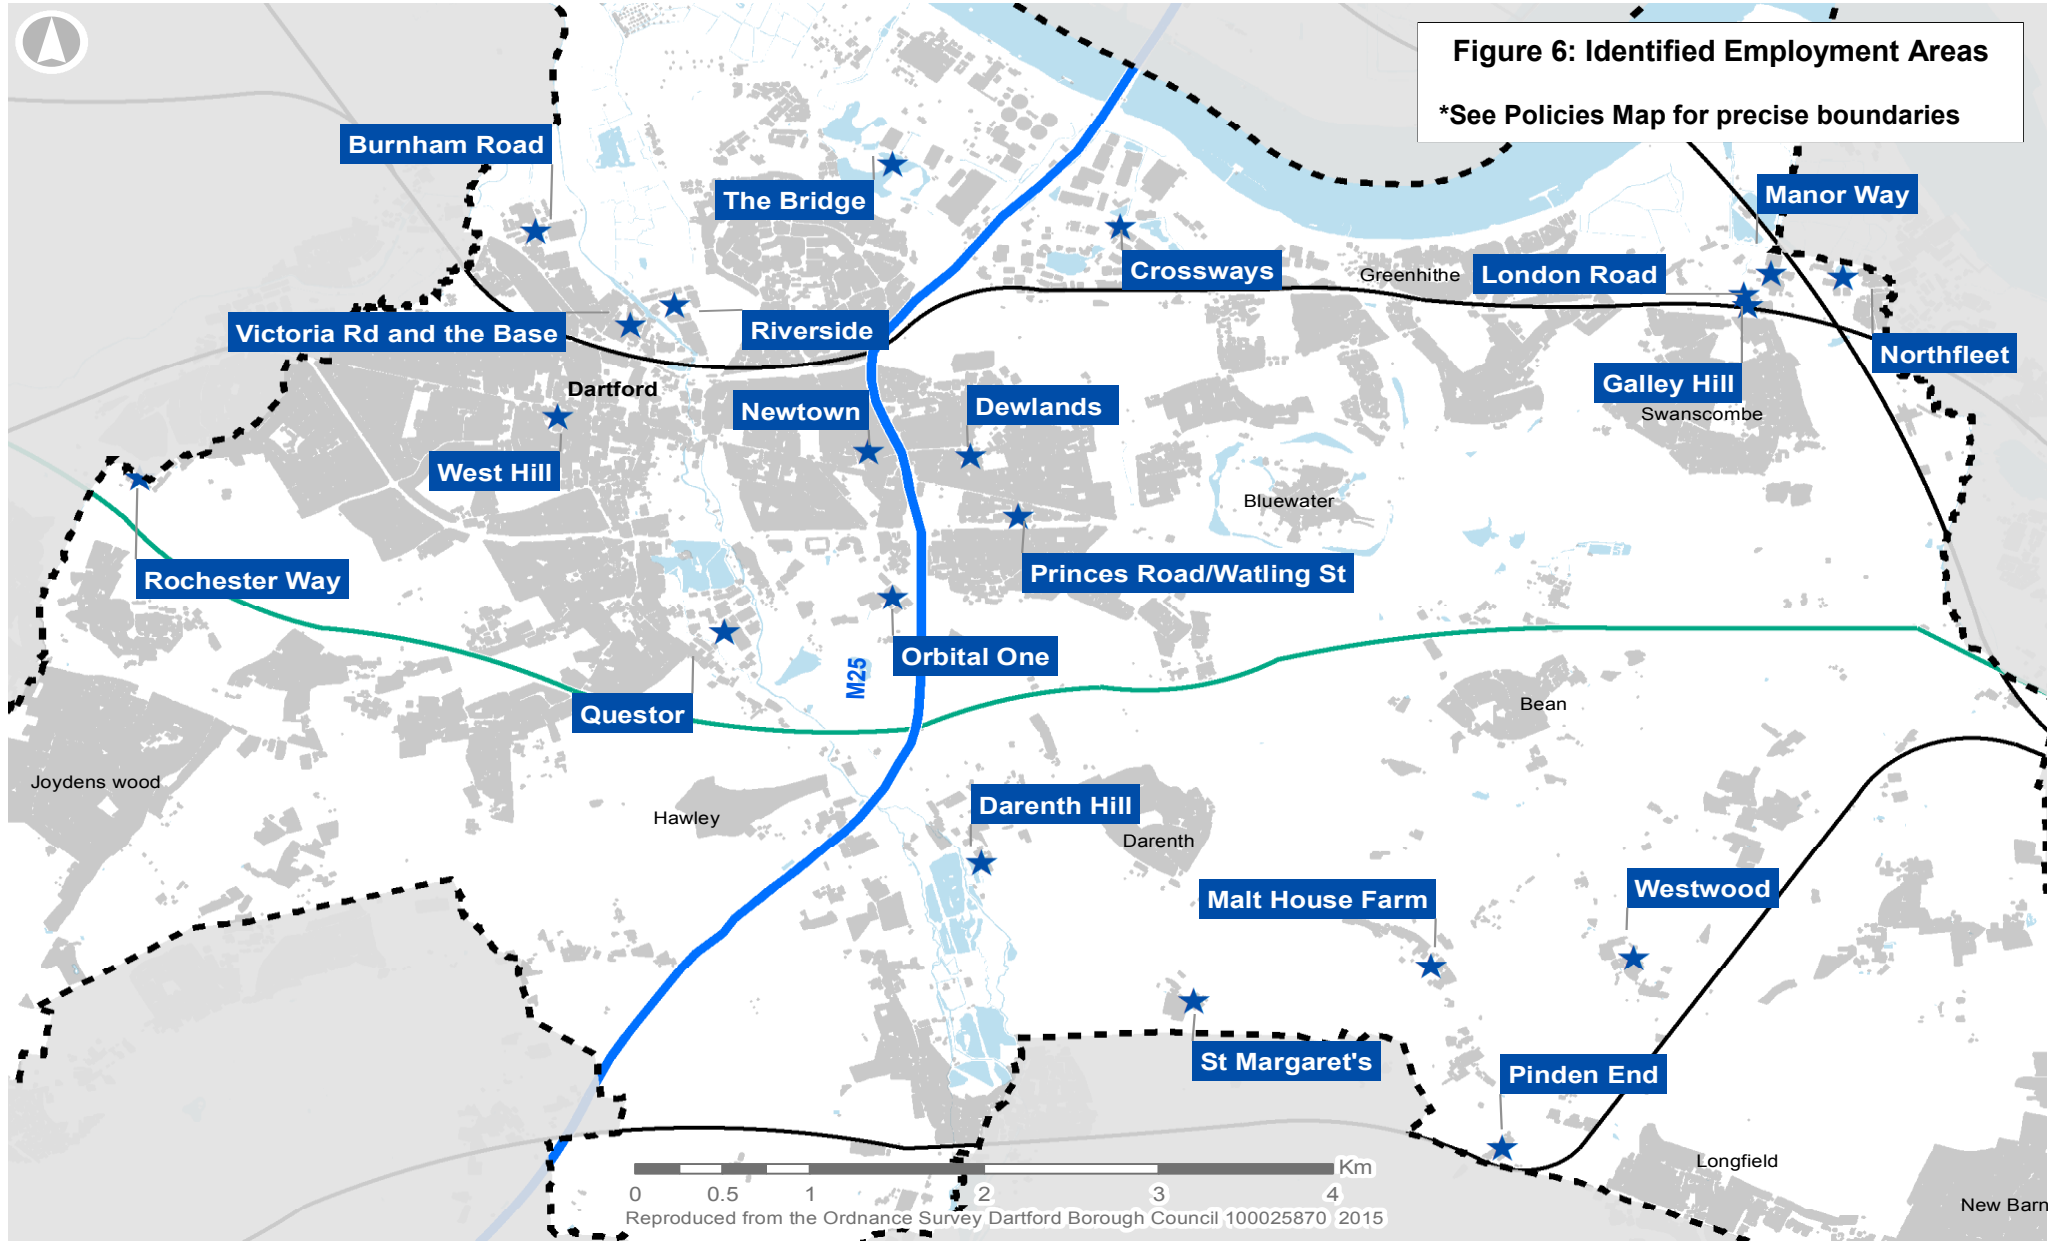 Figure 6: Identified Employment Areas
*See Policies Map for precise boundaries
Burnham Road
The Bridge
Manor Way
Crossways
Greenhithe
London Road
Victoria Rd and the Base
Riverside
Northfleet
Galley Hill
Dartford
Newtown
Dewlands
Swanscombe
West Hill
Bluewater
Rochester Way
Princes Road/Watling St
Orbital One
M25
Questor
Bean
Joydens wood
Hawley
Darenth Hill
Darenth
Malt House Farm
Westwood
St Margaret's
Pinden End
Longfield
New Barn
Km
0 0.5 1 2 3 4
Reproduced from the Ordnance Survey Dartford Borough Council 100025870 2015